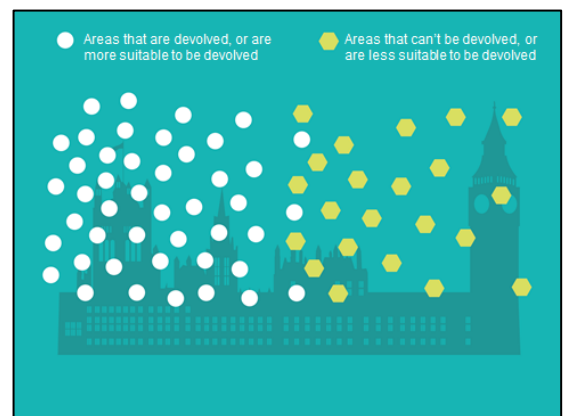 Areas that are devolved, or are
more suitable to be devolved
Areas that can't be devolved, or
are less suitable to be devolved